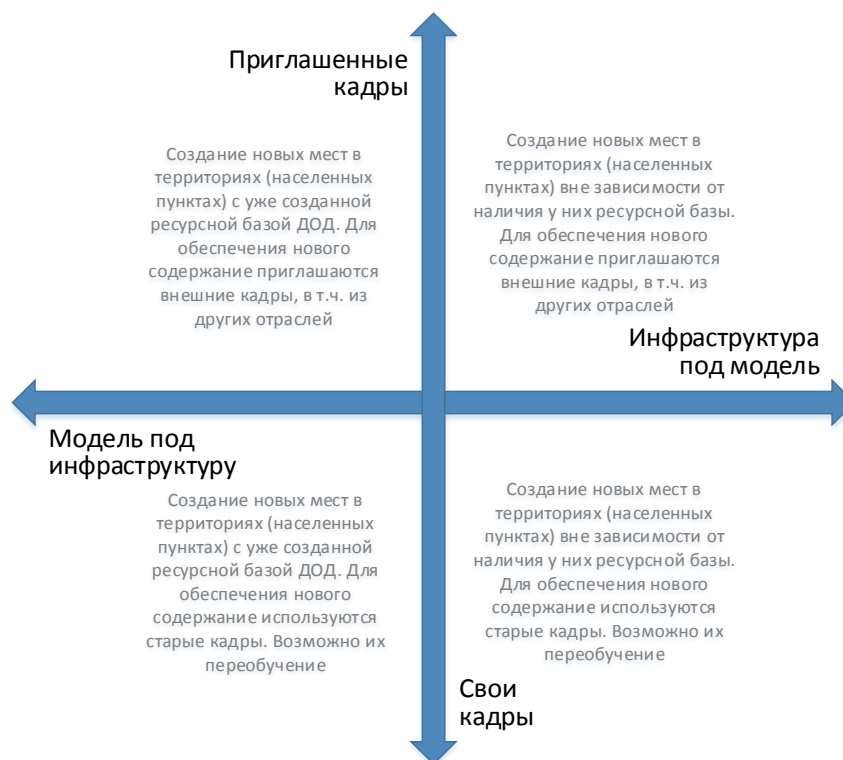 Приглашенные
кадры
Создание новых мест в
территориях (населенных
пунктах) с уже созданной
ресурсной базой ДОД. Для
обеспечения нового
содержание приглашаются
внешние кадры, в т.ч. из
других отраслей
Создание новых мест в
территориях (населенных
пунктах) вне зависимости от
наличия у них ресурсной базы.
Для обеспечения нового
содержание приглашаются
внешние кадры, в т.ч. из
других отраслей
Инфраструктура
под модель
Модель под
инфраструктуру
Создание новых мест в
территориях (населенных
пунктах) с уже созданной
ресурсной базой ДОД. Для
обеспечения нового
содержание используются
старые кадры. Возможно их
переобучение
Создание новых мест в
территориях (населенных
пунктах) вне зависимости от
наличия у них ресурсной базы.
Для обеспечения нового
содержание используются
старые кадры. Возможно их
переобучение
Свои
кадры